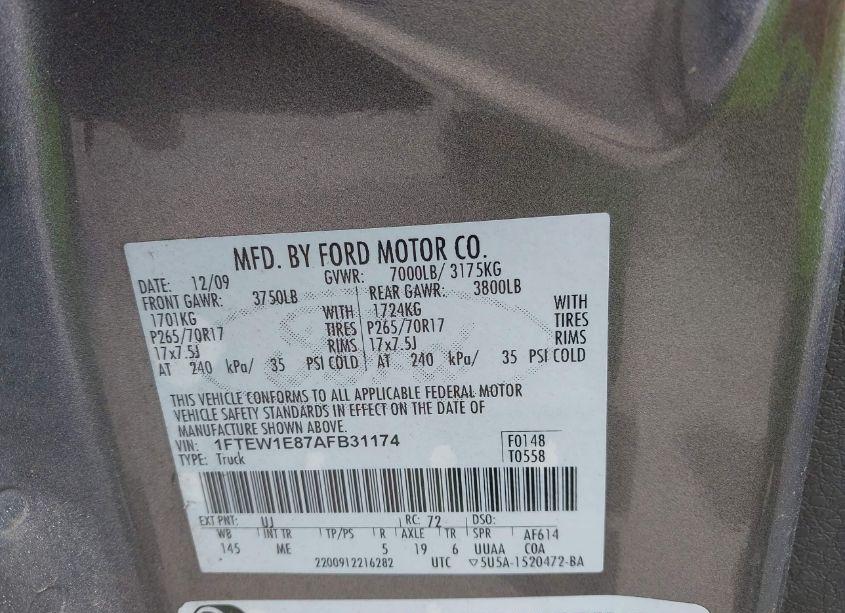 MFD. BY FORD MOTOR CO.
DATE: 12/09 GVWR: 7000LB/ 3175KG
FRONT GAWR: 3750LB REAR GAWR: 3800LB
1701KG WITH 1724KG WITH
P265/70R17 TIRES P265/70R17 TIRES
17x7.5J RIMS 17x7.5J RIMS
AT 240 kPa/ 35 PSI COLD AT 240 kPa/ 35 PSI COLD
THIS VEHICLE CONFORMS TO ALL APPLICABLE FEDERAL MOTOR
VEHICLE SAFETY STANDARDS IN EFFECT ON THE DATE OF
MANUFACTURE SHOWN ABOVE.
VIN: 1FTEW1E87AFB31174 F0148
TYPE: Truck T0558
EXT PNT: UJ RC: 72 DSO:
WB INT TR TP/PS R AXLE TR SPR AF614
145 ME 5 19 6 UUAA COA
2200912216282 UTC ▽5U5A-1520472-BA